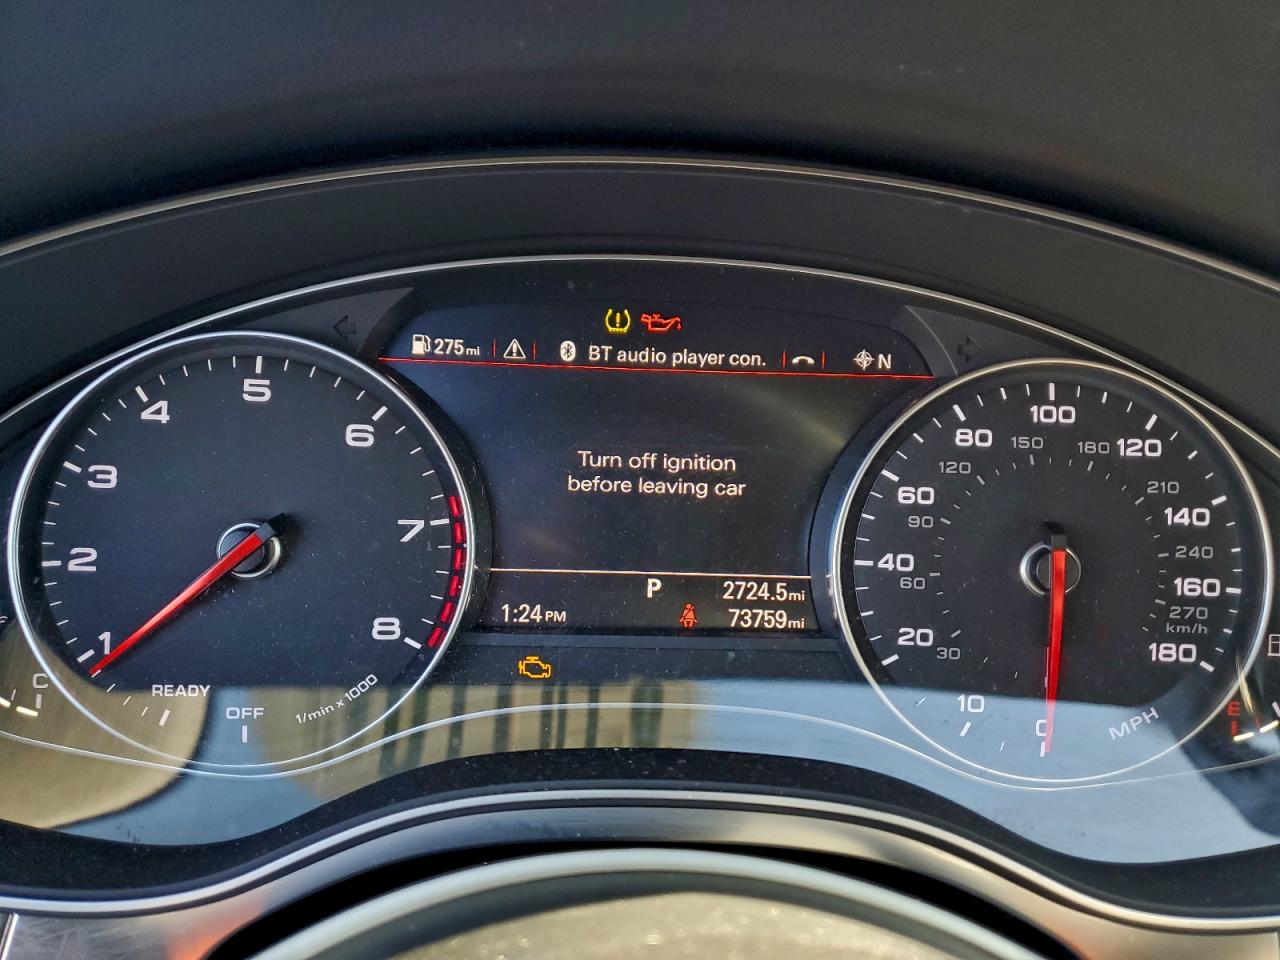 275mi
BT audio player con.
N
Turn off ignition
before leaving car
P
2724.5mi
1:24PM
73759mi
1
2
3
4
5
6
7
8
READY
OFF
1/min x 1000
C
0
10
20
40
60
80
100
120
140
160
180
30
60
90
120
150
180
210
240
270
km/h
MPH
E